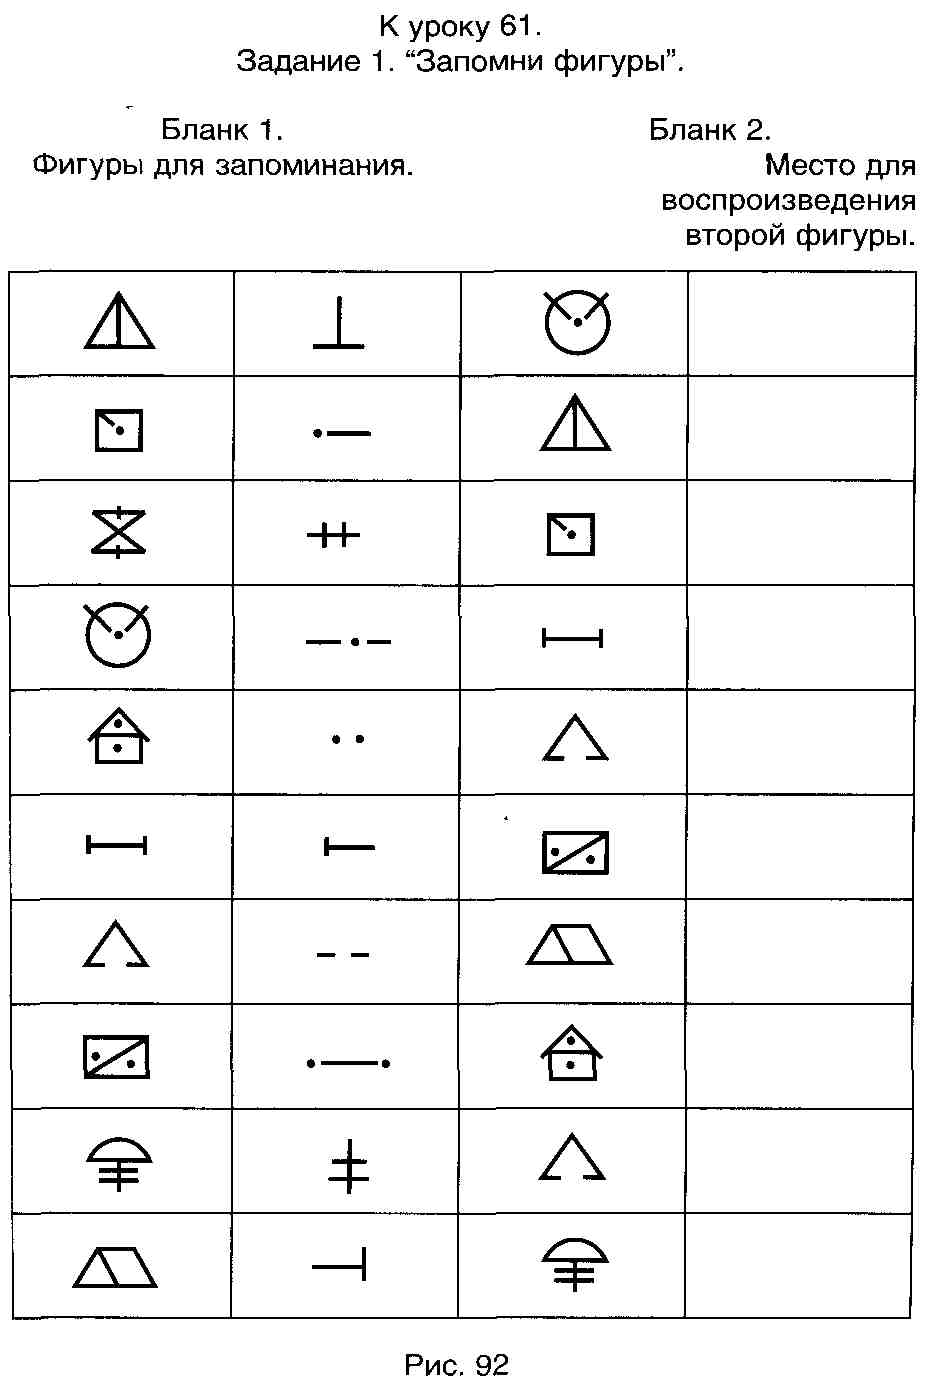 К уроку 61.
Задание 1. “Запомни фигуры”.
Бланк 1.
Фигуры для запоминания.
Бланк 2.
Место для
воспроизведения
второй фигуры.
Рис. 92